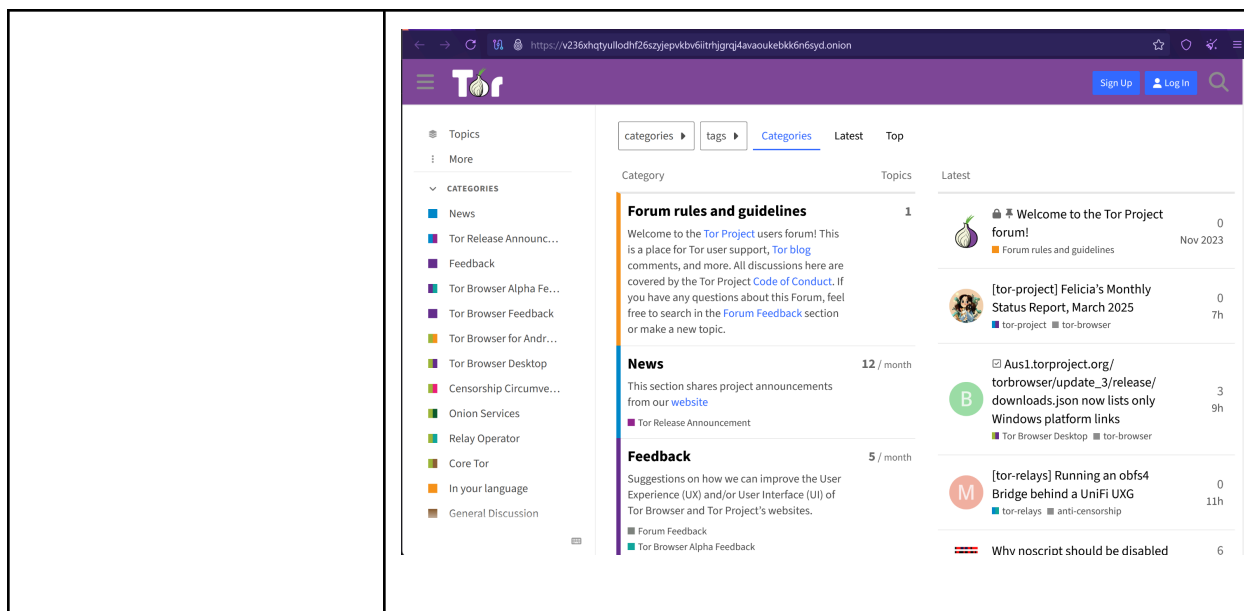 https://v236xhqtyullodhf26szyjepvkbv6iitrhjgrqj4avaoukebkk6n6syd.onion
Tor
Sign Up
Log In
Topics
More
CATEGORIES
News
Tor Release Announc...
Feedback
Tor Browser Alpha Fe...
Tor Browser Feedback
Tor Browser for Andr...
Tor Browser Desktop
Censorship Circumve...
Onion Services
Relay Operator
Core Tor
In your language
General Discussion
categories
tags
Categories
Latest
Top
Category
Topics
Forum rules and guidelines
1
Welcome to the Tor Project users forum! This
is a place for Tor user support, Tor blog
comments, and more. All discussions here are
covered by the Tor Project Code of Conduct. If
you have any questions about this Forum, feel
free to search in the Forum Feedback section
or make a new topic.
News
12 / month
This section shares project announcements
from our website
Tor Release Announcement
Feedback
5 / month
Suggestions on how we can improve the User
Experience (UX) and/or User Interface (UI) of
Tor Browser and Tor Project's websites.
Forum Feedback
Tor Browser Alpha Feedback
Latest
Welcome to the Tor Project
forum!
Forum rules and guidelines
0
Nov 2023
[tor-project] Felicia's Monthly
Status Report, March 2025
tor-project tor-browser
0
7h
B
Aus1.torproject.org/
torbrowser/update_3/release/
downloads.json now lists only
Windows platform links
Tor Browser Desktop tor-browser
3
9h
M
[tor-relays] Running an obfs4
Bridge behind a UniFi UXG
tor-relays anti-censorship
0
11h
Why noscript should be disabled
6